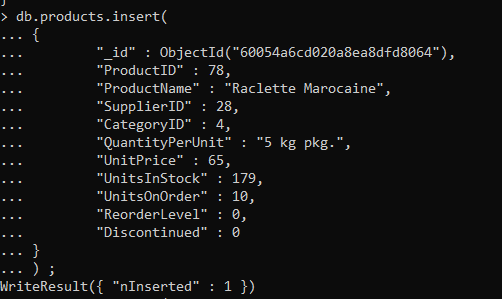 > db.products.insert(
... {
... "_id" : ObjectId("60054a6cd020a8ea8dfd8064"),
... "ProductID" : 78,
... "ProductName" : "Raclette Marocaine",
... "SupplierID" : 28,
... "CategoryID" : 4,
... "QuantityPerUnit" : "5 kg pkg.",
... "UnitPrice" : 65,
... "UnitsInStock" : 179,
... "UnitsOnOrder" : 10,
... "ReorderLevel" : 0,
... "Discontinued" : 0
... }
... ) ;
WriteResult({ "nInserted" : 1 })